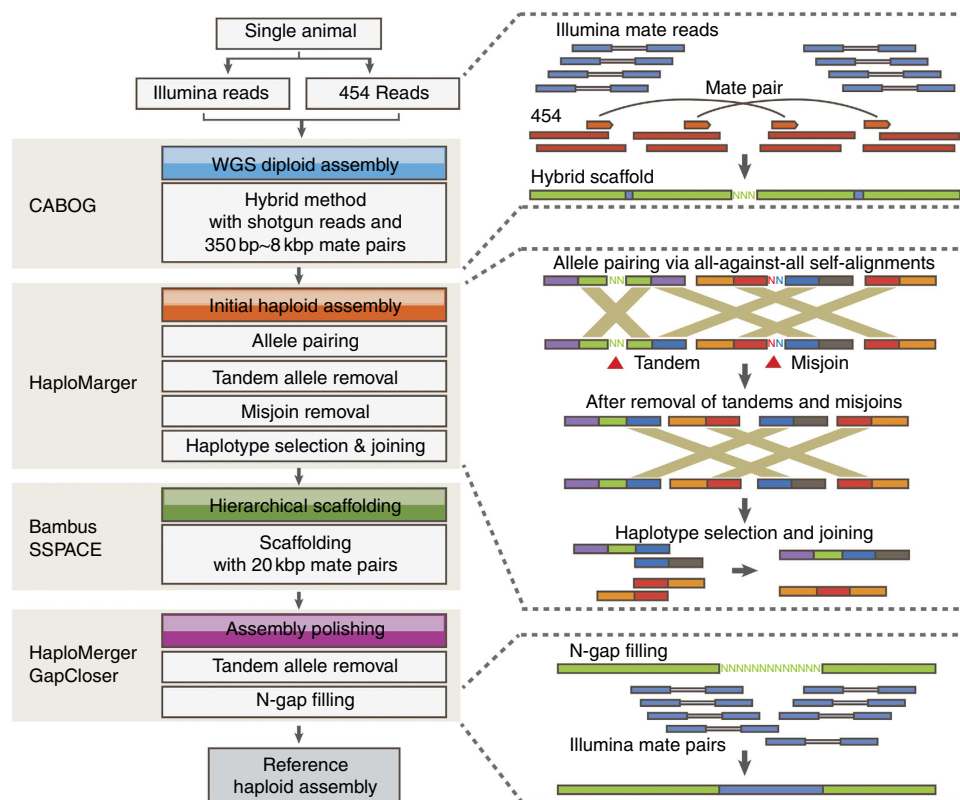 Single animal
Illumina reads
454 Reads
CABOG
WGS diploid assembly
Hybrid method
with shotgun reads and
350 bp~8 kbp mate pairs
HaploMarger
Initial haploid assembly
Allele pairing
Tandem allele removal
Misjoin removal
Haplotype selection & joining
Bambus
SSPACE
Hierarchical scaffolding
Scaffolding
with 20 kbp mate pairs
HaploMerger
GapCloser
Assembly polishing
Tandem allele removal
N-gap filling
Reference
haploid assembly
Illumina mate reads
Mate pair
454
Hybrid scaffold
NNN
Allele pairing via all-against-all self-alignments
NN
NN
NN
NN
Tandem
Misjoin
After removal of tandems and misjoins
Haplotype selection and joining
N-gap filling
NNNNNNNNNNNNN
Illumina mate pairs